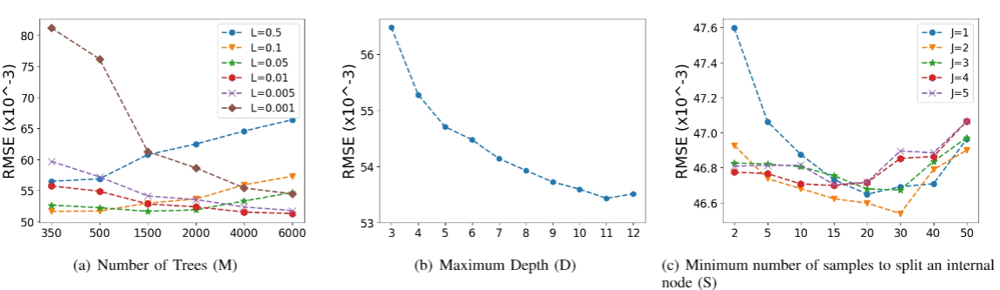 RMSE (x10^-3)
80
75
70
65
60
55
50
350 500 1500 2000 4000 6000
L=0.5
L=0.1
L=0.05
L=0.01
L=0.005
L=0.001
(a) Number of Trees (M)
RMSE (x10^-3)
56
55
54
53
3 4 5 6 7 8 9 10 11 12
(b) Maximum Depth (D)
RMSE (x10^-3)
47.6
47.4
47.2
47.0
46.8
46.6
2 5 10 15 20 30 40 50
J=1
J=2
J=3
J=4
J=5
(c) Minimum number of samples to split an internal
node (S)